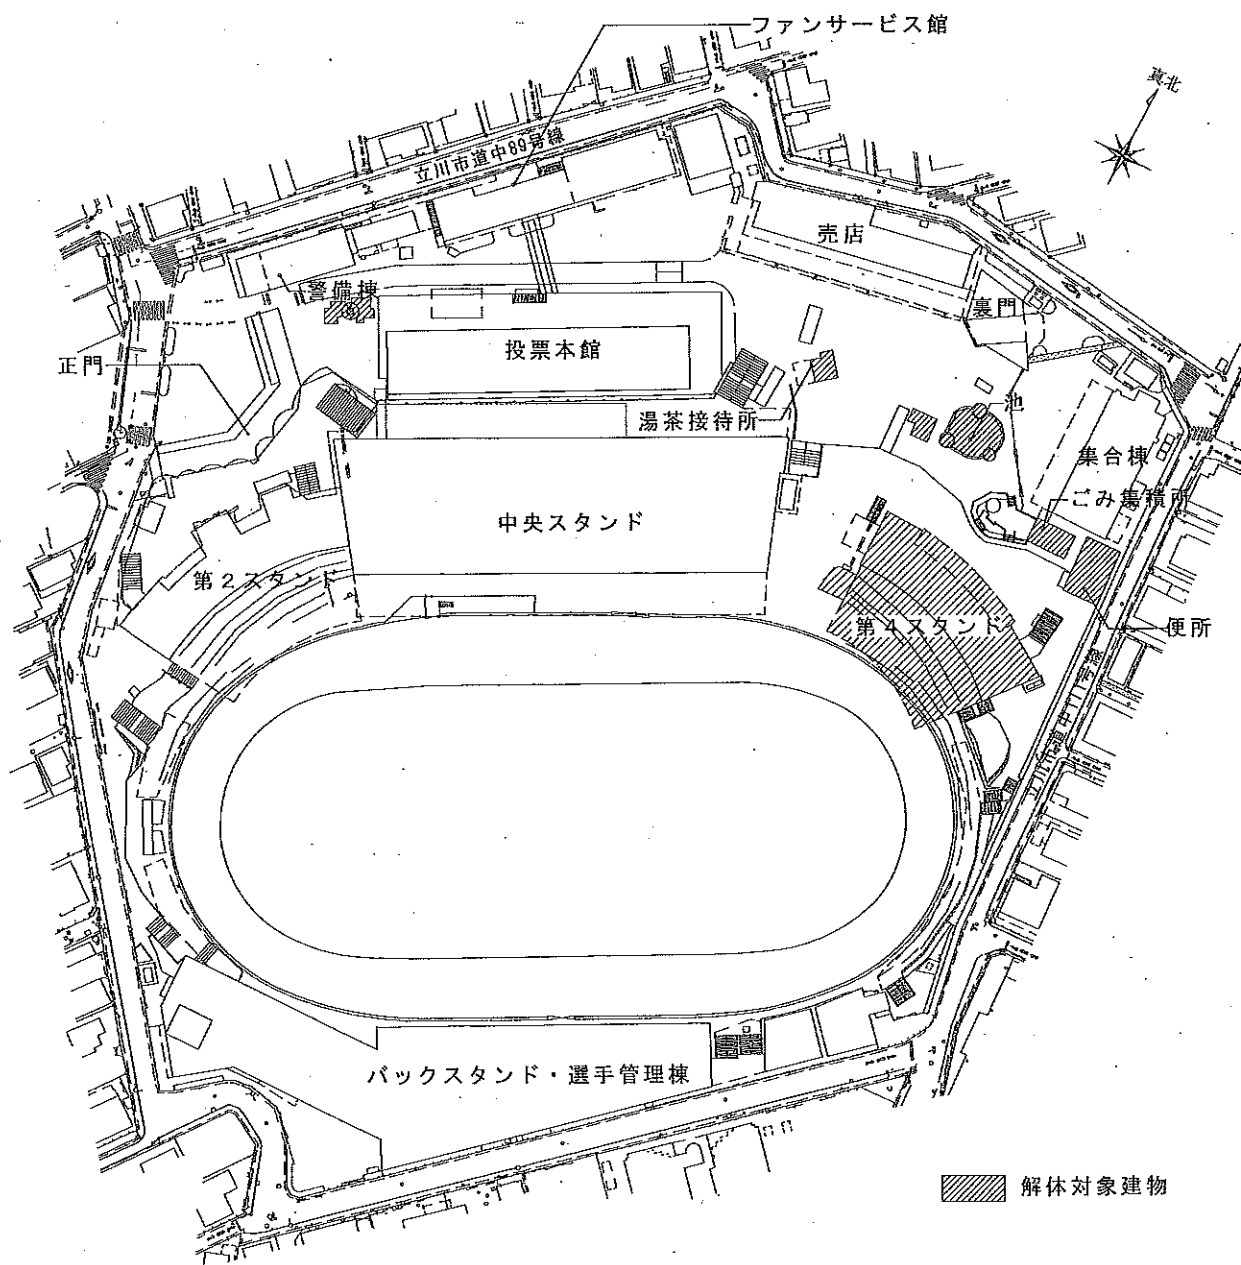 ファンサービス館
真北
立川市道中89号線
売店
警備棟
裏門
投票本館
正門
湯茶接待所
池
集合棟
ごみ集積所
中央スタンド
第2スタンド
第4スタンド
便所
バックスタンド・選手管理棟
解体対象建物